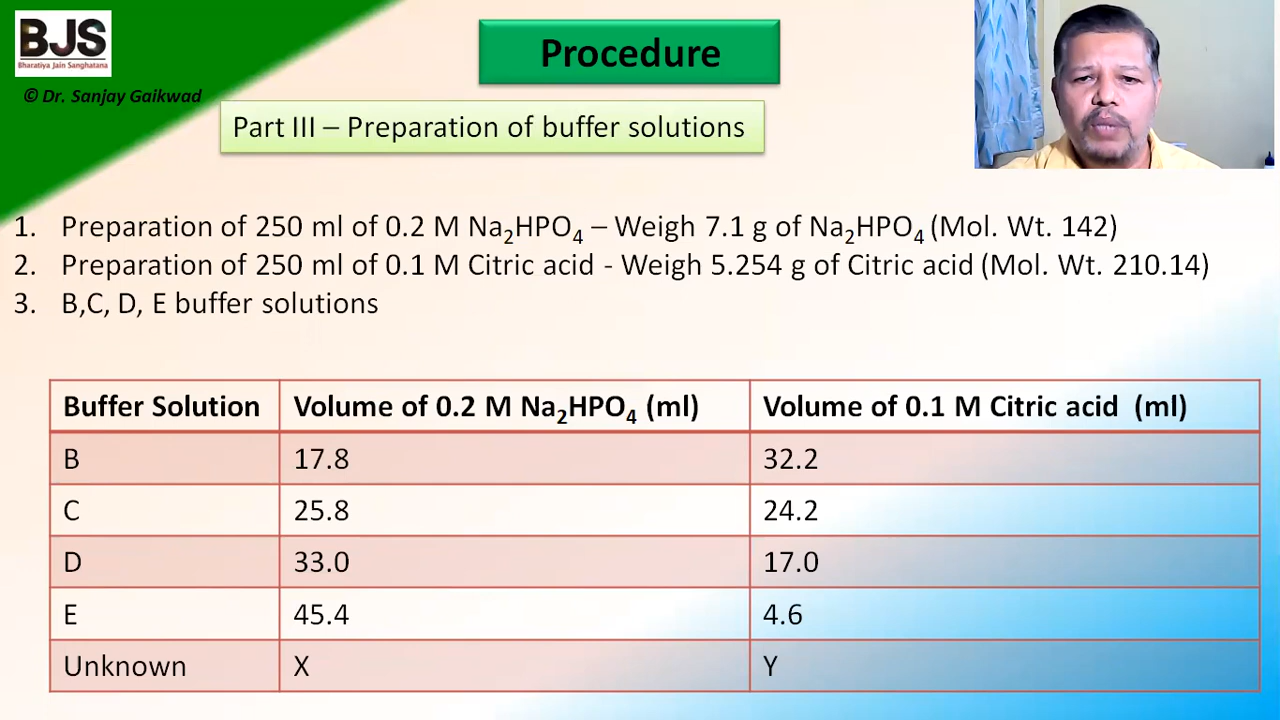 BJS
Bharatiya Jain Sanghatana
© Dr. Sanjay Gaikwad
Procedure
Part III – Preparation of buffer solutions
1. Preparation of 250 ml of 0.2 M Na₂HPO₄ – Weigh 7.1 g of Na₂HPO₄ (Mol. Wt. 142)
2. Preparation of 250 ml of 0.1 M Citric acid - Weigh 5.254 g of Citric acid (Mol. Wt. 210.14)
3. B,C, D, E buffer solutions
Buffer Solution Volume of 0.2 M Na₂HPO₄ (ml) Volume of 0.1 M Citric acid (ml)
B 17.8 32.2
C 25.8 24.2
D 33.0 17.0
E 45.4 4.6
Unknown X Y